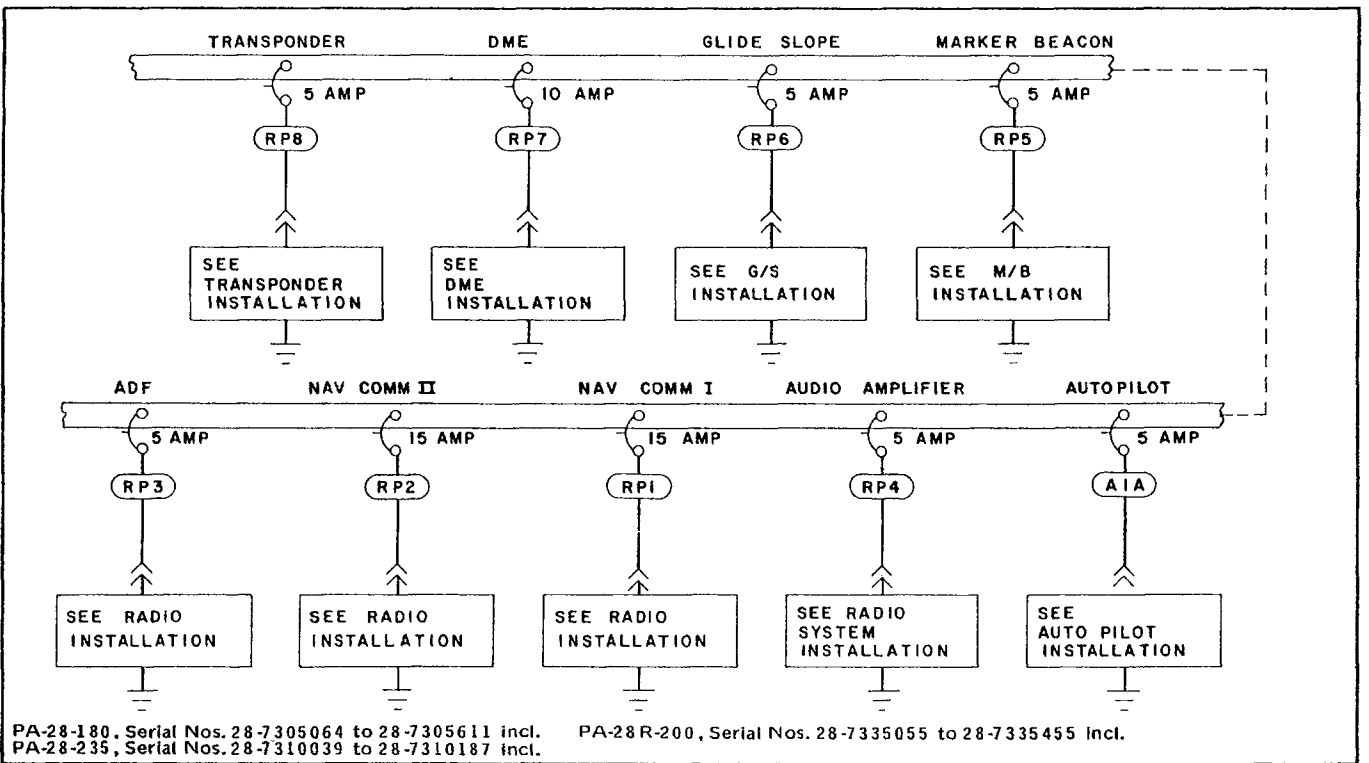 TRANSPONDER DME GLIDE SLOPE MARKER BEACON
5 AMP 10 AMP 5 AMP 5 AMP
RP8 RP7 RP6 RP5
SEE TRANSPONDER INSTALLATION
SEE DME INSTALLATION
SEE G/S INSTALLATION
SEE M/B INSTALLATION
ADF NAV COMM II NAV COMM I AUDIO AMPLIFIER AUTOPILOT
5 AMP 15 AMP 15 AMP 5 AMP 5 AMP
RP3 RP2 RP1 RP4 A1A
SEE RADIO INSTALLATION
SEE RADIO INSTALLATION
SEE RADIO INSTALLATION
SEE RADIO SYSTEM INSTALLATION
SEE AUTO PILOT INSTALLATION
PA-28-180, Serial Nos. 28-7305064 to 28-7305611 incl. PA-28R-200, Serial Nos. 28-7335055 to 28-7335455 incl.
PA-28-235, Serial Nos. 28-7310039 to 28-7310187 incl.